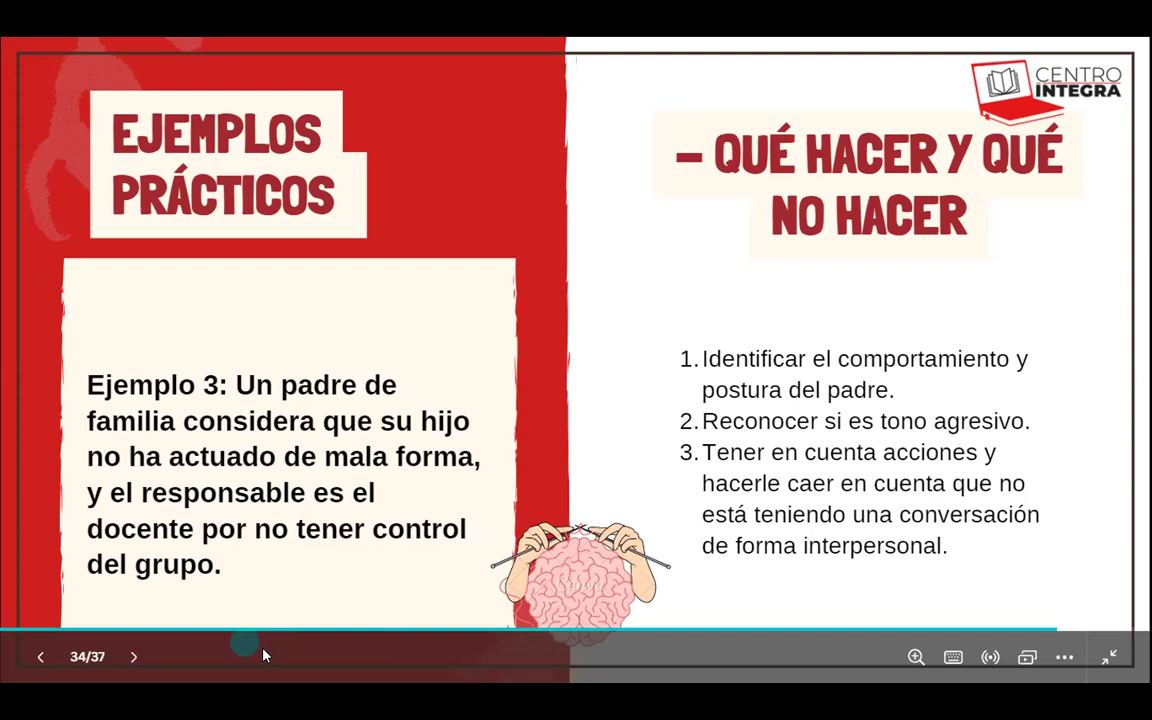 EJEMPLOS
PRÁCTICOS
Ejemplo 3: Un padre de
familia considera que su hijo
no ha actuado de mala forma,
y el responsable es el
docente por no tener control
del grupo.
CENTRO
INTEGRA
– QUÉ HACER Y QUÉ
NO HACER
1. Identificar el comportamiento y
postura del padre.
2. Reconocer si es tono agresivo.
3. Tener en cuenta acciones y
hacerle caer en cuenta que no
está teniendo una conversación
de forma interpersonal.
34/37